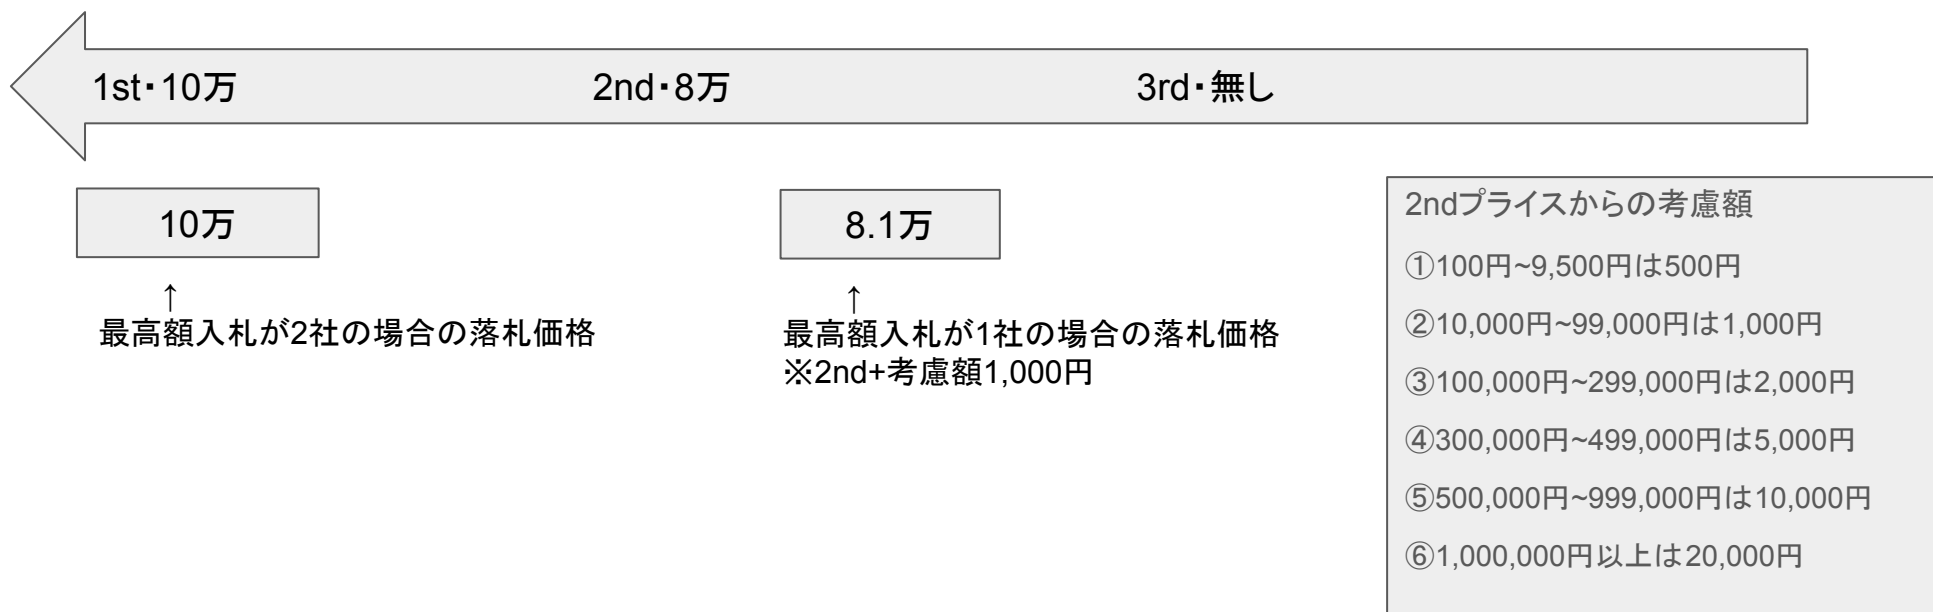 1st・10万
2nd・8万
3rd・無し
10万
↑
最高額入札が2社の場合の落札価格
8.1万
↑
最高額入札が1社の場合の落札価格
※2nd+考慮額1,000円
2ndプライスからの考慮額
①100円~9,500円は500円
②10,000円~99,000円は1,000円
③100,000円~299,000円は2,000円
④300,000円~499,000円は5,000円
⑤500,000円~999,000円は10,000円
⑥1,000,000円以上は20,000円